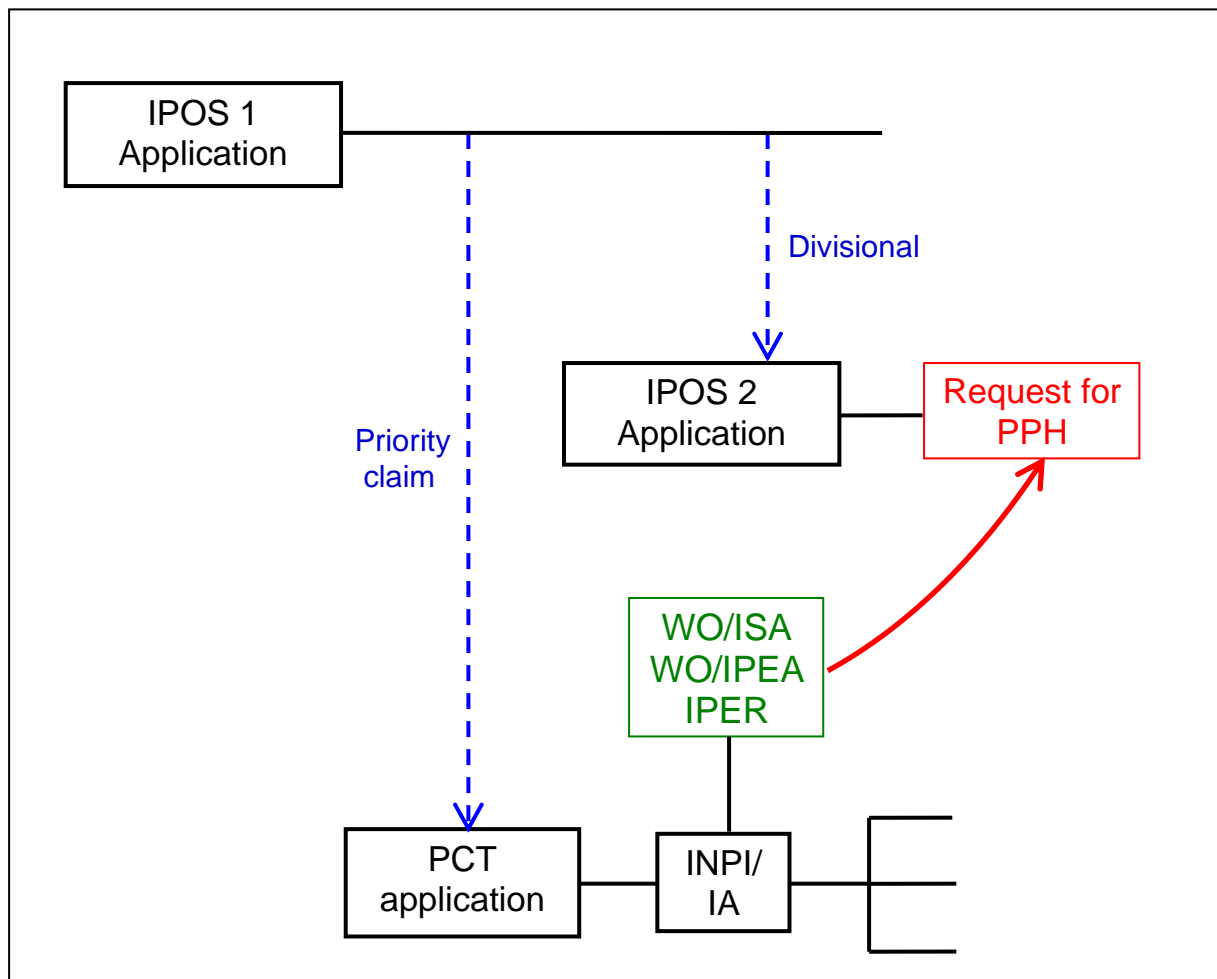 IPOS 1
Application
Divisional
IPOS 2
Application
Request for
PPH
Priority
claim
WO/ISA
WO/IPEA
IPER
PCT
application
INPI/
IA